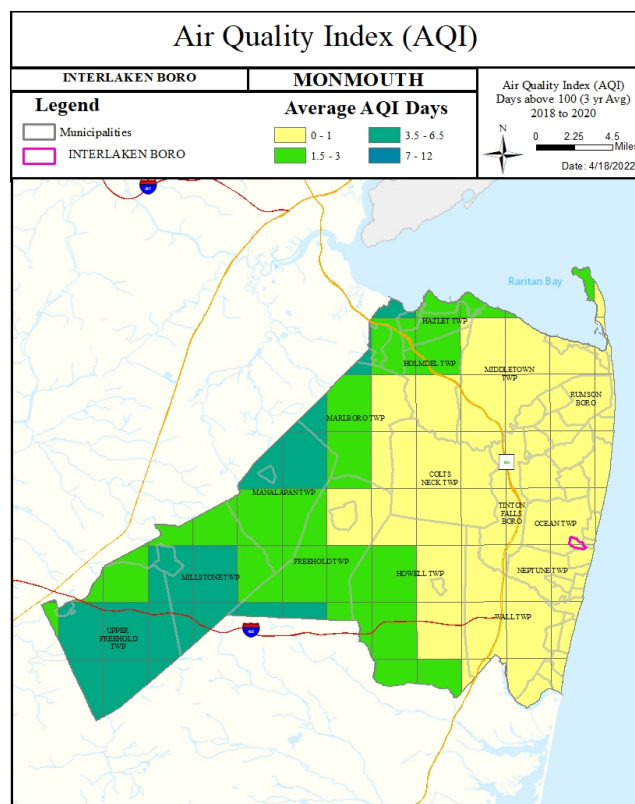 Air Quality Index (AQI)
INTERLAKEN BORO
MONMOUTH
Legend
Municipalities
INTERLAKEN BORO
Average AQI Days
0 - 1
3.5 - 6.5
1.5 - 3
7 - 12
Air Quality Index (AQI)
Days above 100 (3 yr Avg)
2018 to 2020
N
0 2.25 4.5
Miles
Date: 4/18/2022
Raritan Bay
HAZLET TWP
HOLMDEL TWP
MIDDLETOWN
TWP
RUMSON
BORO
MARLBORO TWP
COLTS
NECK TWP
MANALAPAN TWP
TINTON
FALLS
BORO
OCEAN TWP
FREEHOLD TWP
HOWELL TWP
NEPTUNE TWP
MILLSTONE TWP
WALL TWP
UPPER
FREEHOLD
TWP